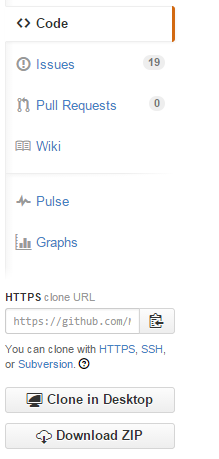 Code
Issues 19
Pull Requests 0
Wiki
Pulse
Graphs
HTTPS clone URL
https://github.com/
You can clone with HTTPS, SSH,
or Subversion.
Clone in Desktop
Download ZIP